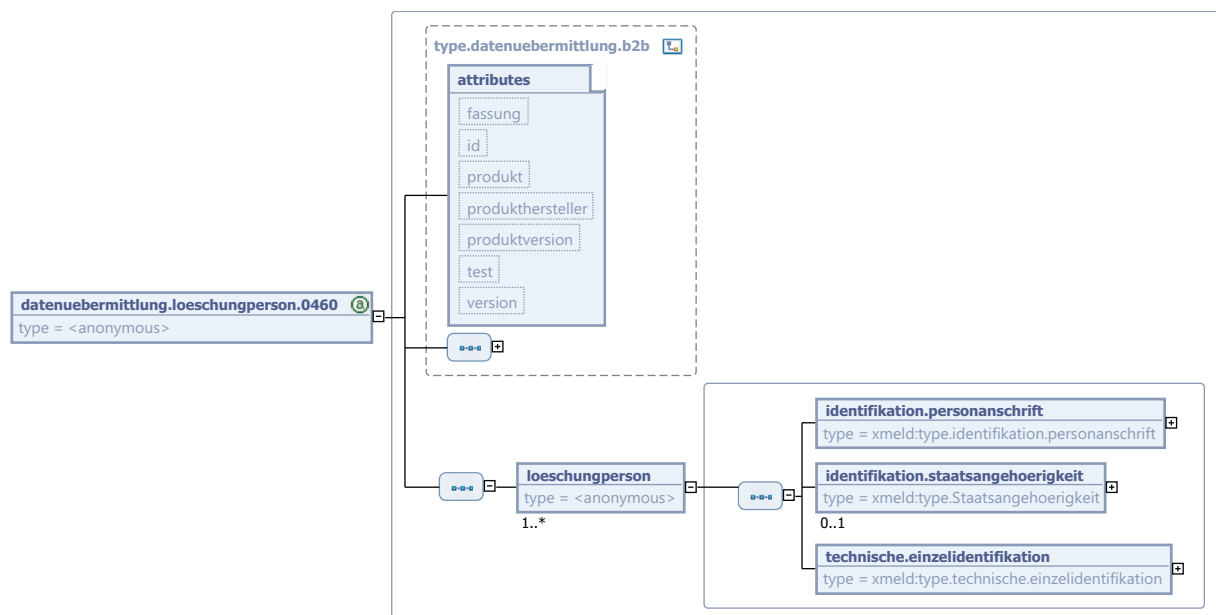 type.datenuebermittlung.b2b
attributes
fassung
id
produkt
produkthersteller
produktversion
test
version
datenuebermittlung.loeschungperson.0460 @
type = <anonymous>
loeschungperson
type = <anonymous>
1..*
identifikation.personanschrift
type = xmeld:type.identifikation.personanschrift
identifikation.staatsangehoerigkeit
type = xmeld:type.Staatsangehoerigkeit
0..1
technische.einzelidentifikation
type = xmeld:type.technische.einzelidentifikation